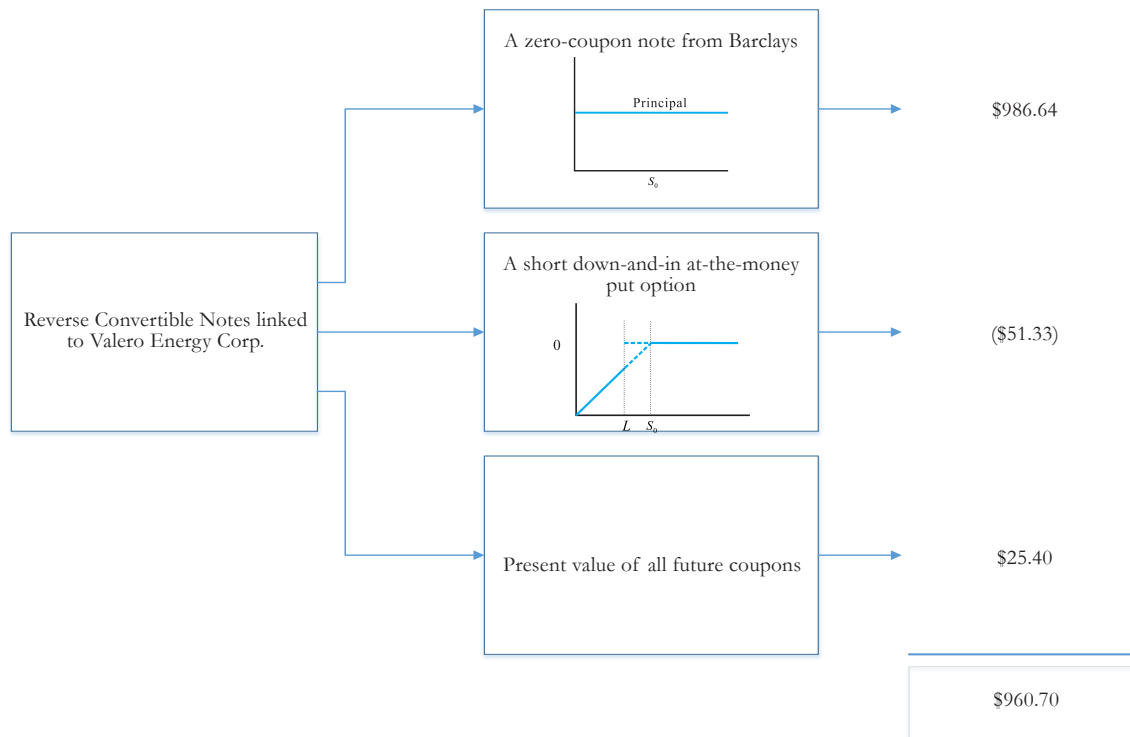 A zero-coupon note from Barclays
Principal
S₀
$986.64
Reverse Convertible Notes linked
to Valero Energy Corp.
A short down-and-in at-the-money
put option
0
L S₀
($51.33)
Present value of all future coupons
$25.40
$960.70